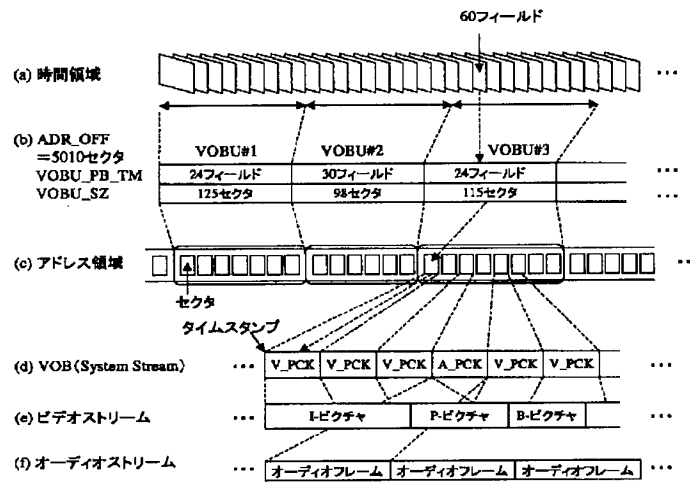 60フィールド
(a) 時間領域 ・・・
(b) ADR_OFF
＝5010セクタ
VOBU#1 VOBU#2 VOBU#3
VOBU_PB_TM 24フィールド 30フィールド 24フィールド ・・・
VOBU_SZ 125セクタ 98セクタ 115セクタ ・・・
(c) アドレス領域 ・・
セクタ
タイムスタンプ
(d) VOB（System Stream） ・・・ V_PCK V_PCK V_PCK A_PCK V_PCK V_PCK ・・・
(e) ビデオストリーム ・・・ I-ピクチャ P-ピクチャ B-ピクチャ ・・・
(f) オーディオストリーム ・・・ オーディオフレーム オーディオフレーム オーディオフレーム ・・・